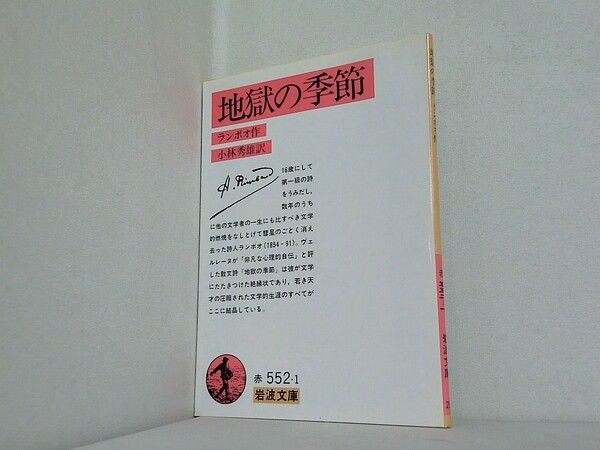 地獄の季節
ランボオ作
小林秀雄訳
A. Rimbaud
16歳にして
第一級の詩
をうみだし,
数年のうち
に他の文学者の一生にも比すべき文学
的燃焼をなしとげて彗星のごとく消え
去った詩人ランボオ(1854-91).ヴェ
ルレーヌが「非凡な心理的自伝」と評
した散文詩『地獄の季節』は彼が文学
にたたきつけた絶縁状であり,若き天
才の圧縮された文学的生涯のすべてが
ここに結晶している.
赤 552-1
岩波文庫